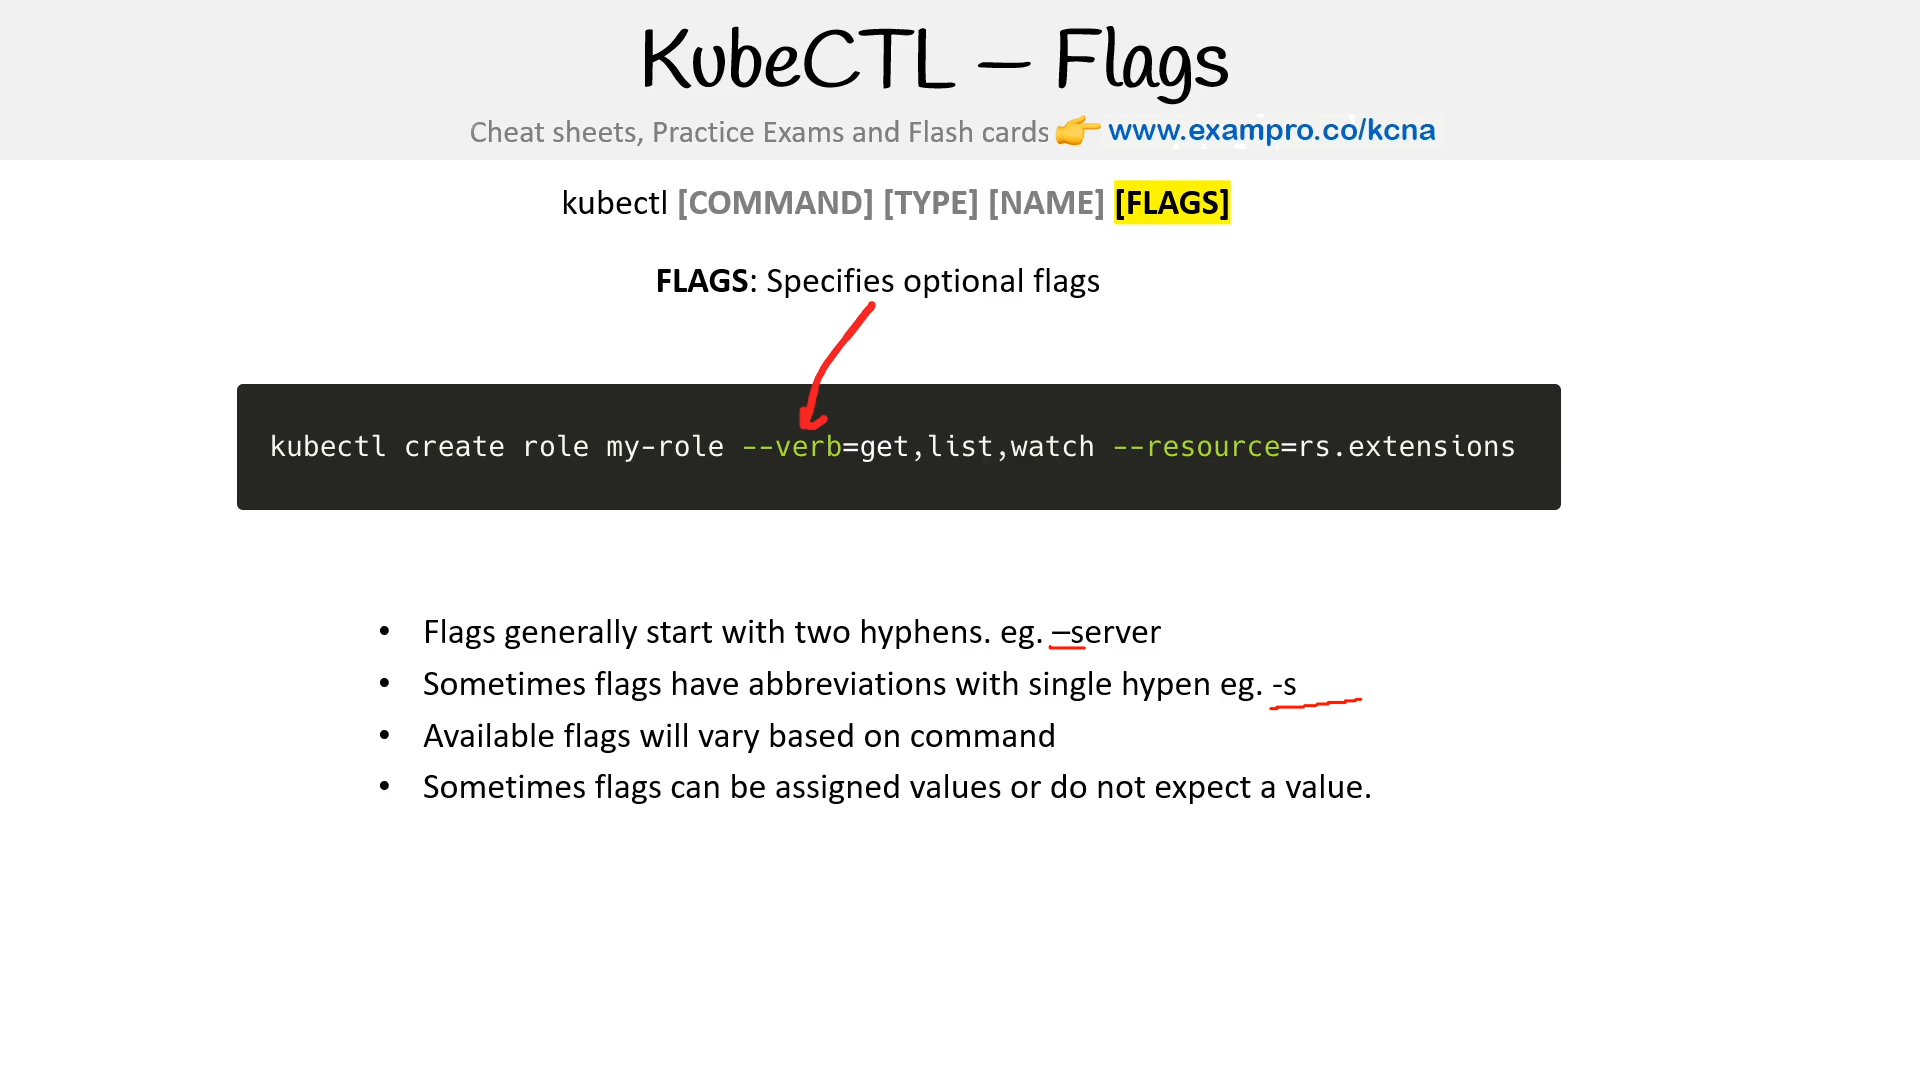 KubeCTL – Flags
Cheat sheets, Practice Exams and Flash cards 👉 www.exampro.co/kcna
kubectl [COMMAND] [TYPE] [NAME] [FLAGS]
FLAGS: Specifies optional flags
kubectl create role my-role --verb=get,list,watch --resource=rs.extensions
• Flags generally start with two hyphens. eg. –server
• Sometimes flags have abbreviations with single hypen eg. -s
• Available flags will vary based on command
• Sometimes flags can be assigned values or do not expect a value.